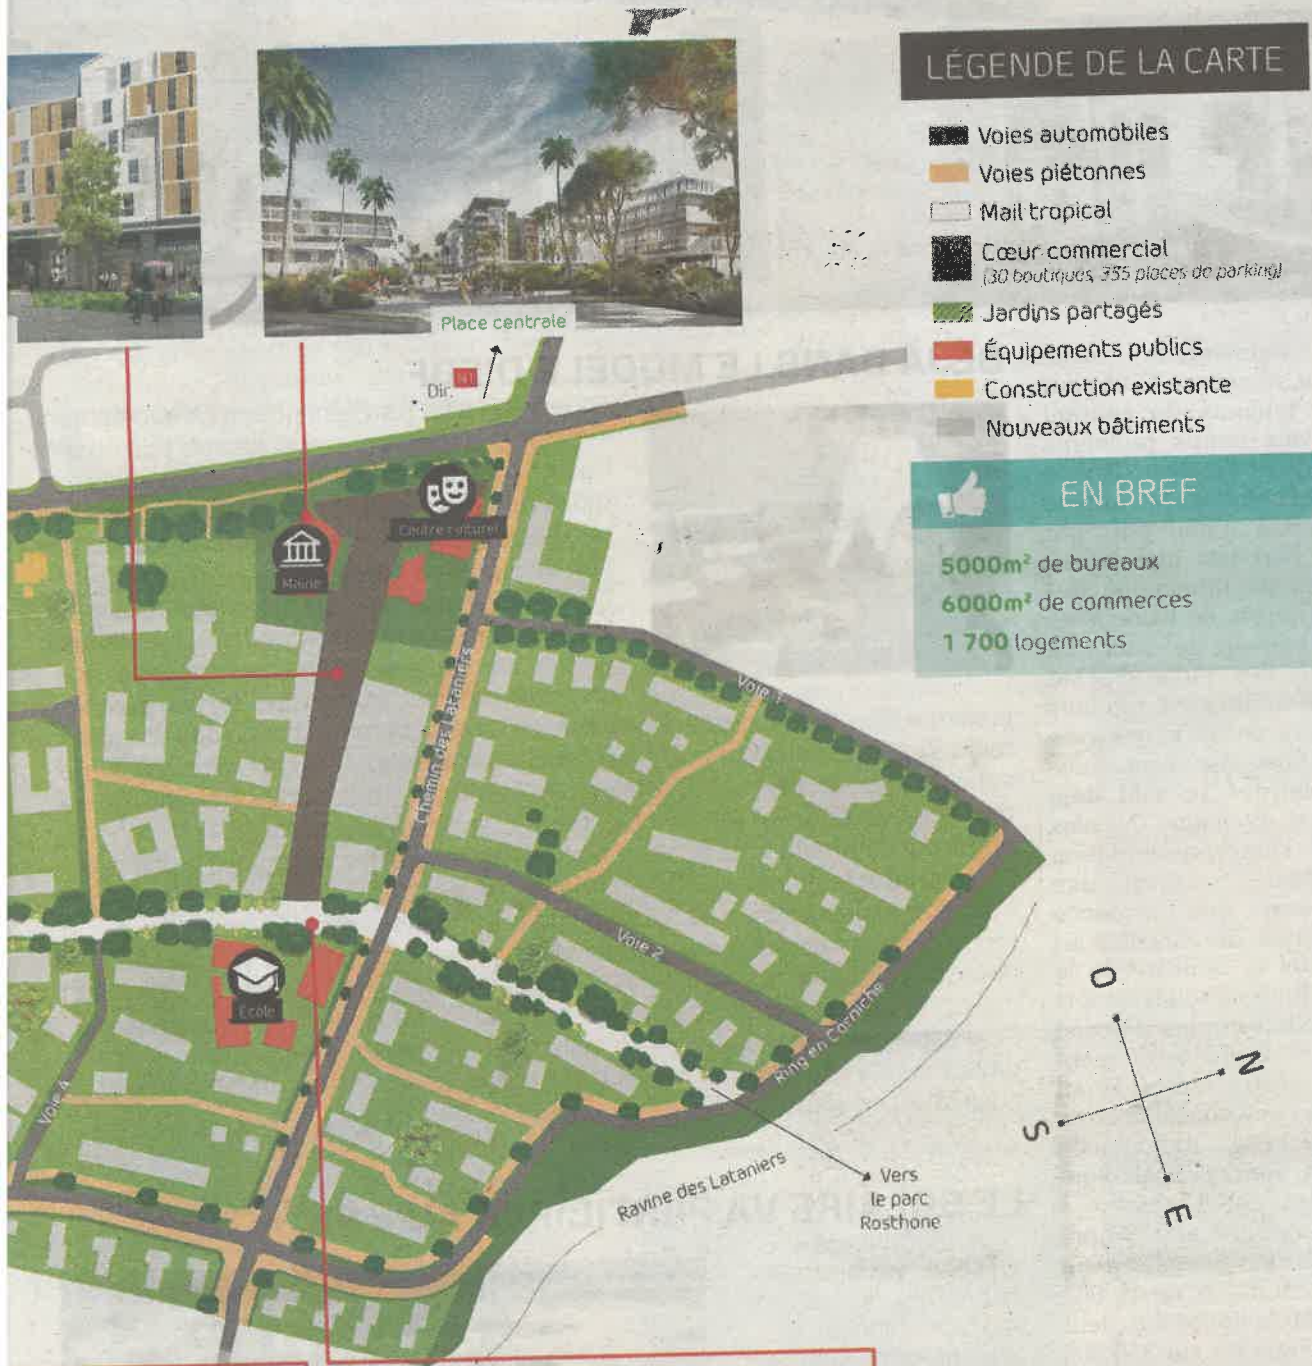 LÉGENDE DE LA CARTE
Voies automobiles
Voies piétonnes
Mail tropical
Cœur commercial
(30 boutiques, 355 places de parking)
Jardins partagés
Équipements publics
Construction existante
Nouveaux bâtiments
EN BREF
5000m² de bureaux
6000m² de commerces
1 700 logements
Place centrale
Dir. N1
Centre culturel
Mairie
Chemin des Lataniers
Voie 1
Voie 2
École
Voie 4
Ring en Corniche
Ravine des Lataniers
Vers
le parc
Rosthone
O
N
S
E